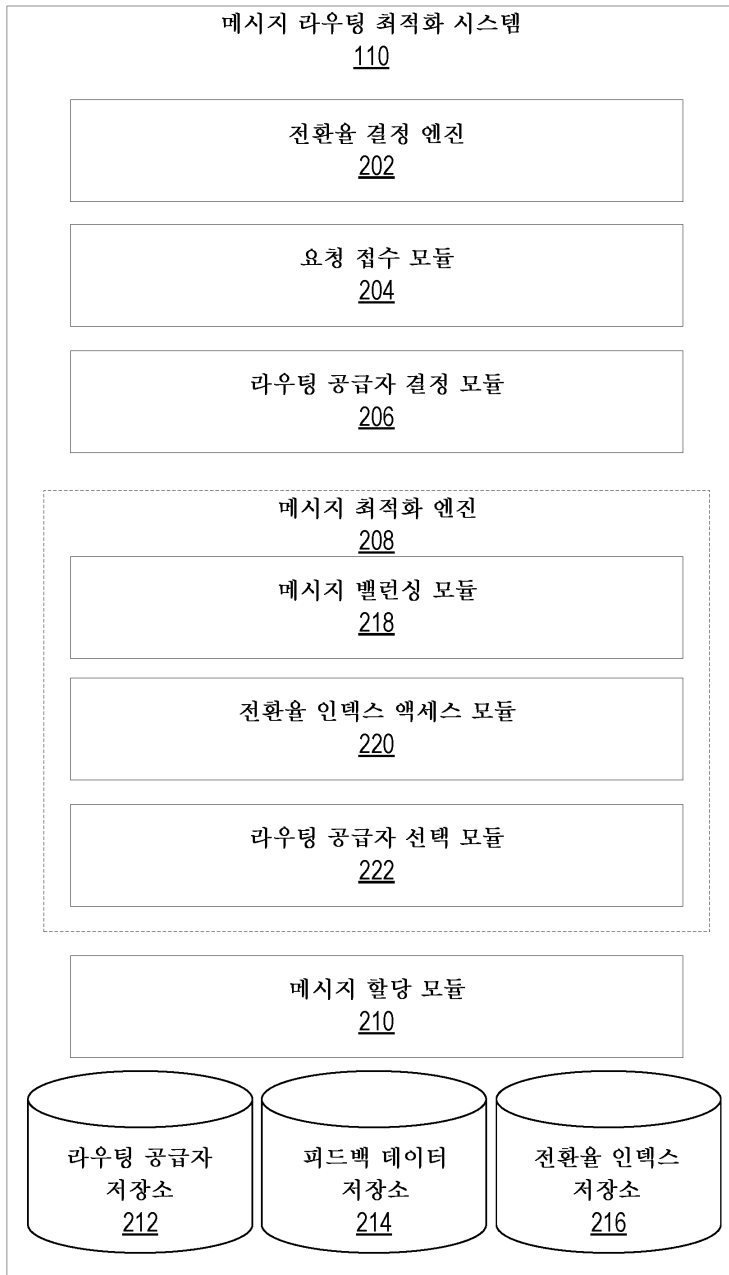 메시지 라우팅 최적화 시스템
110
전환율 결정 엔진
202
요청 접수 모듈
204
라우팅 공급자 결정 모듈
206
메시지 최적화 엔진
208
메시지 밸런싱 모듈
218
전환율 인덱스 액세스 모듈
220
라우팅 공급자 선택 모듈
222
메시지 할당 모듈
210
라우팅 공급자
저장소
212
피드백 데이터
저장소
214
전환율 인덱스
저장소
216